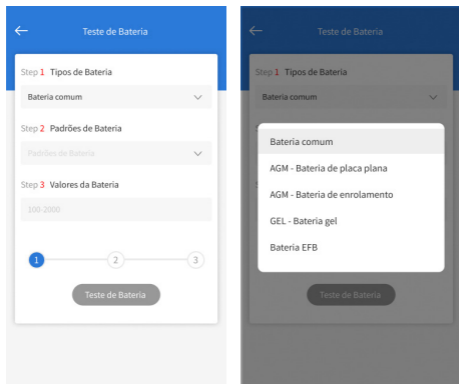 Teste de Bateria
Step 1 Tipos de Bateria
Bateria comum
Step 2 Padrões de Bateria
Padrões de Bateria
Step 3 Valores da Bateria
100-2000
1 2 3
Teste de Bateria
Teste de Bateria
Step 1 Tipos de Bateria
Bateria comum
Bateria comum
AGM - Bateria de placa plana
AGM - Bateria de enrolamento
GEL - Bateria gel
Bateria EFB
Teste de Bateria